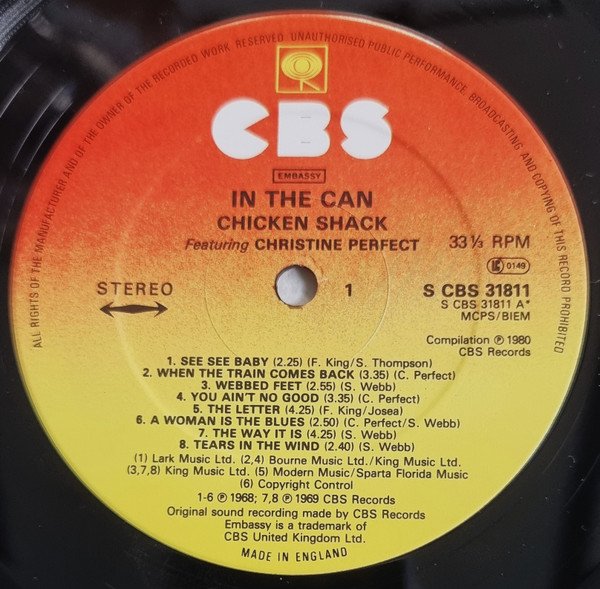 ALL RIGHTS OF THE MANUFACTURER AND OF THE OWNER OF THE RECORDED WORK RESERVED. UNAUTHORISED PUBLIC PERFORMANCE, BROADCASTING AND COPYING OF THIS RECORD PROHIBITED
CBS
EMBASSY
IN THE CAN
CHICKEN SHACK
Featuring CHRISTINE PERFECT
33⅓ RPM
K 0149
STEREO
1
S CBS 31811
S CBS 31811 A*
MCPS/BIEM
Compilation ℗ 1980
CBS Records
1. SEE SEE BABY (2.25) (F. King/S. Thompson)
2. WHEN THE TRAIN COMES BACK (3.35) (C. Perfect)
3. WEBBED FEET (2.55) (S. Webb)
4. YOU AIN'T NO GOOD (3.35) (C. Perfect)
5. THE LETTER (4.25) (F. King/Josea)
6. A WOMAN IS THE BLUES (2.50) (C. Perfect/S. Webb)
7. THE WAY IT IS (4.25) (S. Webb)
8. TEARS IN THE WIND (2.40) (S. Webb)
(1) Lark Music Ltd. (2,4) Bourne Music Ltd./King Music Ltd.
(3,7,8) King Music Ltd. (5) Modern Music/Sparta Florida Music
(6) Copyright Control
1-6 ℗ 1968; 7,8 ℗ 1969 CBS Records
Original sound recording made by CBS Records
Embassy is a trademark of
CBS United Kingdom Ltd.
MADE IN ENGLAND